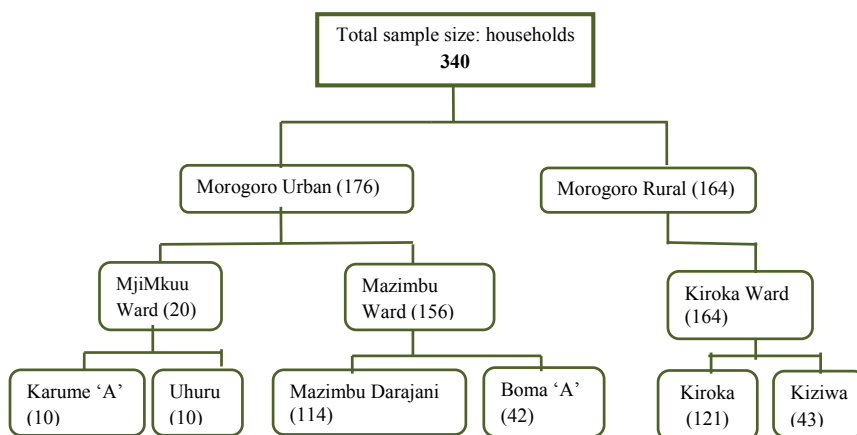 Total sample size: households
340
Morogoro Urban (176)
Morogoro Rural (164)
MjiMkuu
Ward (20)
Mazimbu
Ward (156)
Kiroka Ward
(164)
Karume ‘A’
(10)
Uhuru
(10)
Mazimbu Darajani
(114)
Boma ‘A’
(42)
Kiroka
(121)
Kiziwa
(43)